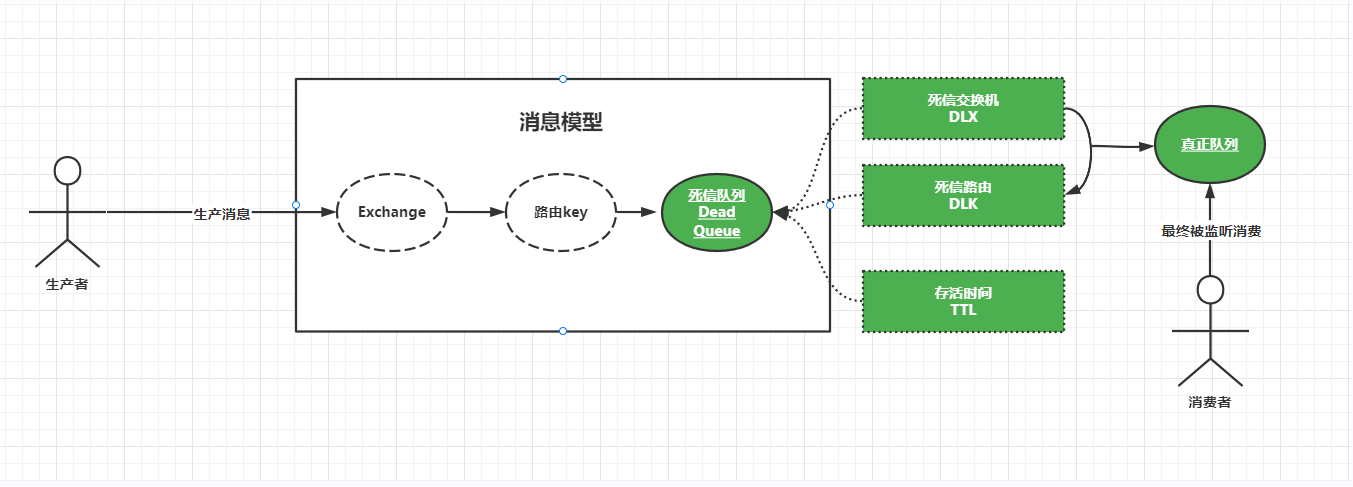 消息模型
生产消息
Exchange
路由key
死信队列
Dead
Queue
死信交换机
DLX
死信路由
DLK
存活时间
TTL
真正队列
最终被监听消费
生产者
消费者